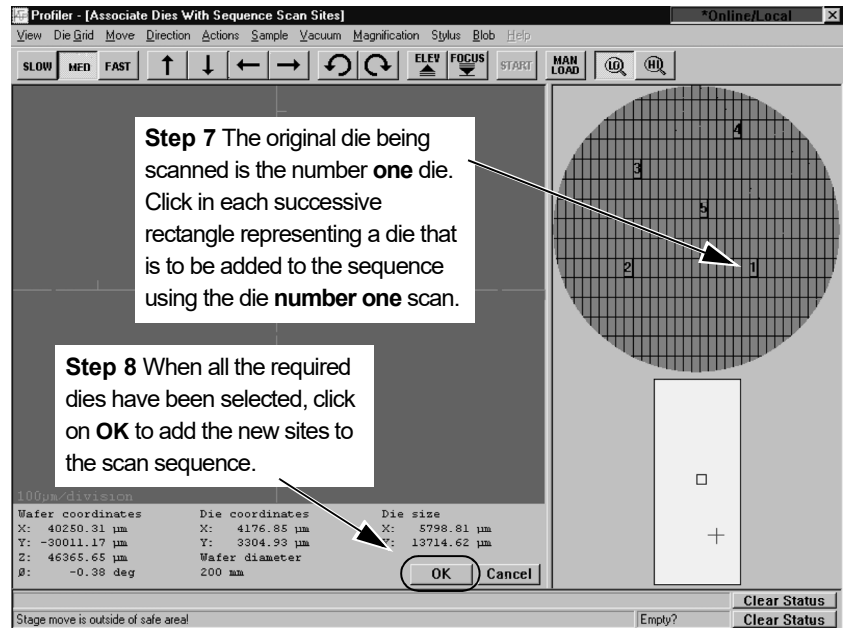 Profiler - [Associate Dies With Sequence Scan Sites]
*Online/Local X
View Die Grid Move Direction Actions Sample Vacuum Magnification Stylus Blob Help
SLOW MED FAST ELEV FOCUS START MAN LOAD LO HI
Step 7 The original die being
scanned is the number one die.
Click in each successive
rectangle representing a die that
is to be added to the sequence
using the die number one scan.
4
3
5
2
1
Step 8 When all the required
dies have been selected, click
on OK to add the new sites to
the scan sequence.
100µm/division
Wafer coordinates Die coordinates Die size
X: 40250.31 µm X: 4176.85 µm X: 5798.81 µm
Y: -30011.17 µm Y: 3304.93 µm Y: 13714.62 µm
Z: 46365.65 µm Wafer diameter
ø: -0.38 deg 200 mm
OK Cancel
Clear Status
Stage move is outside of safe area! Empty? Clear Status